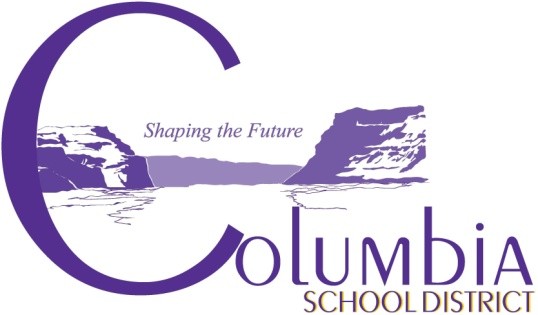 Shaping the Future
ColumbiA
SCHOOL DISTRICT